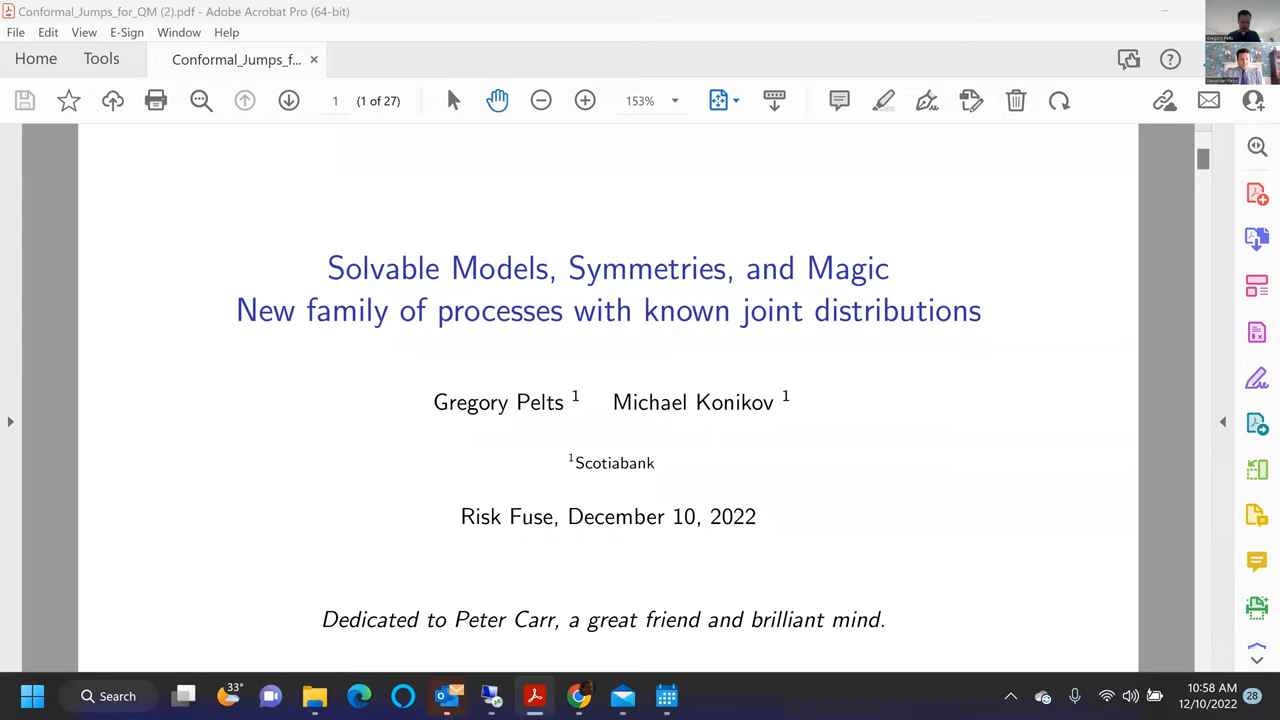 Conformal_Jumps_for_QM (2).pdf - Adobe Acrobat Pro (64-bit)
File Edit View E-Sign Window Help
Home Tools Conformal_Jumps_f... ×
1 (1 of 27) 153%
Solvable Models, Symmetries, and Magic
New family of processes with known joint distributions
Gregory Pelts 1 Michael Konikov 1
1Scotiabank
Risk Fuse, December 10, 2022
Dedicated to Peter Carr, a great friend and brilliant mind.
Gregory Pelts
33°
Search
10:58 AM
12/10/2022
28